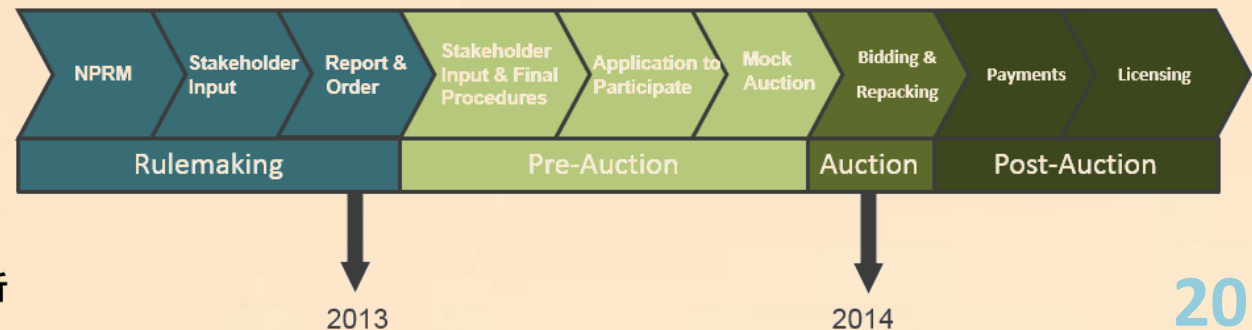 NPRM
Stakeholder
Input
Report &
Order
Stakeholder
Input & Final
Procedures
Application to
Participate
Mock
Auction
Bidding &
Repacking
Payments
Licensing
Rulemaking
Pre-Auction
Auction
Post-Auction
2013
2014
20